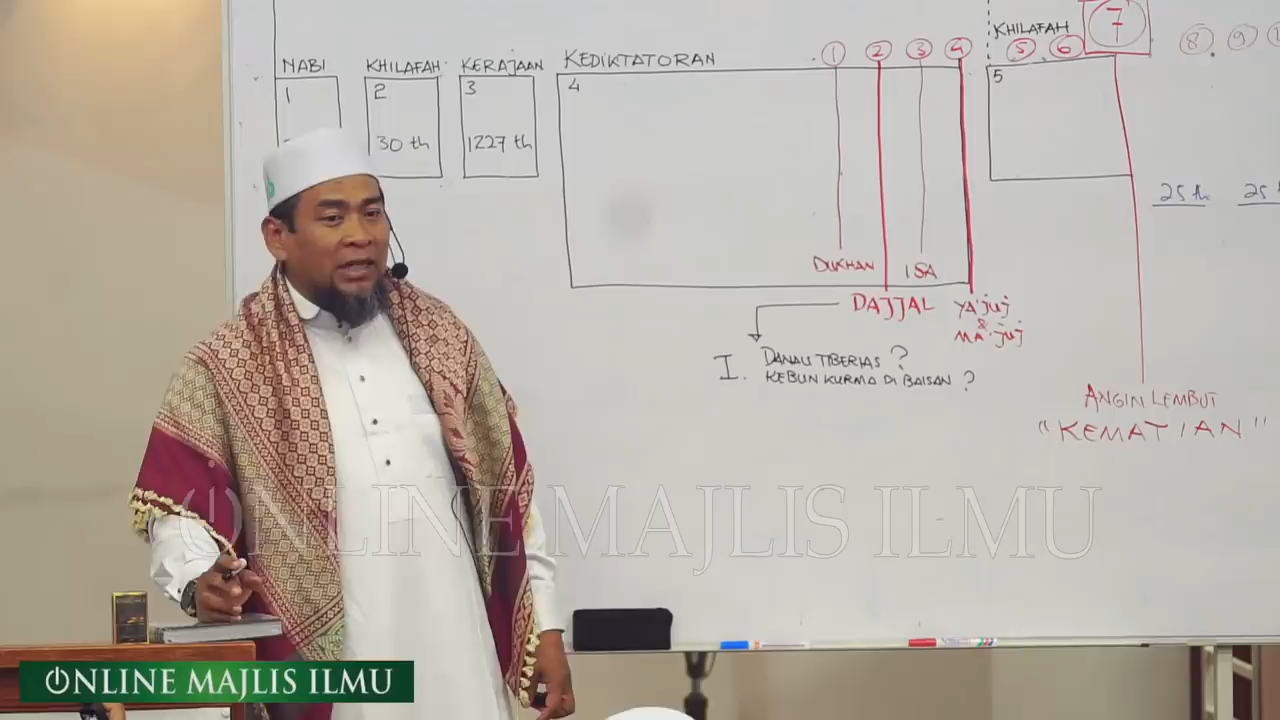 NABI
KHILAFAH
KERAJAAN
KEDIKTATORAN
1
2
3
4
KHILAFAH
5
6
7
8
9
1
2
3
4
5
30 th
1227 th
25 th
25
DUKHAN
DAJJAL
ISA
YA'juj
&
MA'juj
I. DANAU TIBERIAS ?
KEBUN KURMA DI BAISAN ?
ANGIN LEMBUT
"KEMATIAN"
ONLINE MAJLIS ILMU
ONLINE MAJLIS ILMU